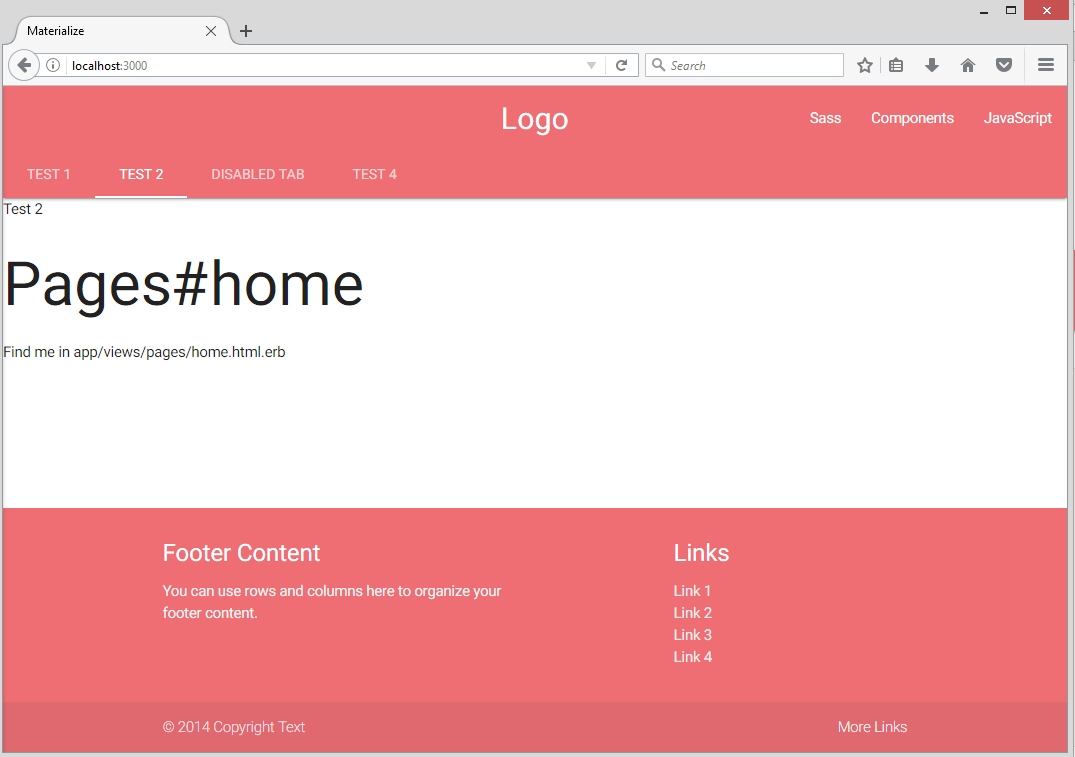 Materialize
localhost:3000
Search
Logo
Sass Components JavaScript
TEST 1 TEST 2 DISABLED TAB TEST 4
Test 2
Pages#home
Find me in app/views/pages/home.html.erb
Footer Content
You can use rows and columns here to organize your
footer content.
Links
Link 1
Link 2
Link 3
Link 4
© 2014 Copyright Text
More Links